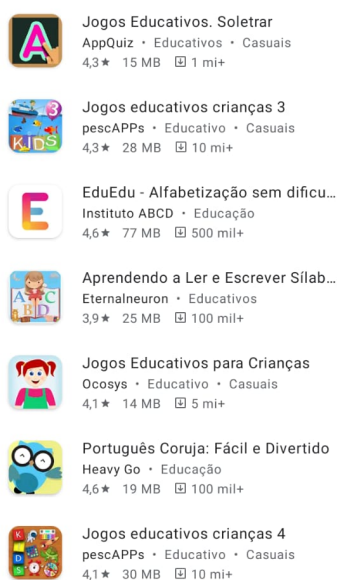 A
Jogos Educativos. Soletrar
AppQuiz • Educativos • Casuais
4,3★ 15 MB 1 mi+
3
KIDS
Jogos educativos crianças 3
pescAPPs • Educativo • Casuais
4,3★ 28 MB 10 mi+
E
EduEdu - Alfabetização sem dificu...
Instituto ABCD • Educação
4,6★ 77 MB 500 mil+
Aprendendo a Ler e Escrever Sílab...
Eternalneuron • Educativos
3,9★ 25 MB 100 mil+
Jogos Educativos para Crianças
Ocosys • Educativo • Casuais
4,1★ 14 MB 5 mi+
Português Coruja: Fácil e Divertido
Heavy Go • Educação
4,6★ 19 MB 100 mil+
Jogos educativos crianças 4
pescAPPs • Educativo • Casuais
4,1★ 30 MB 10 mi+